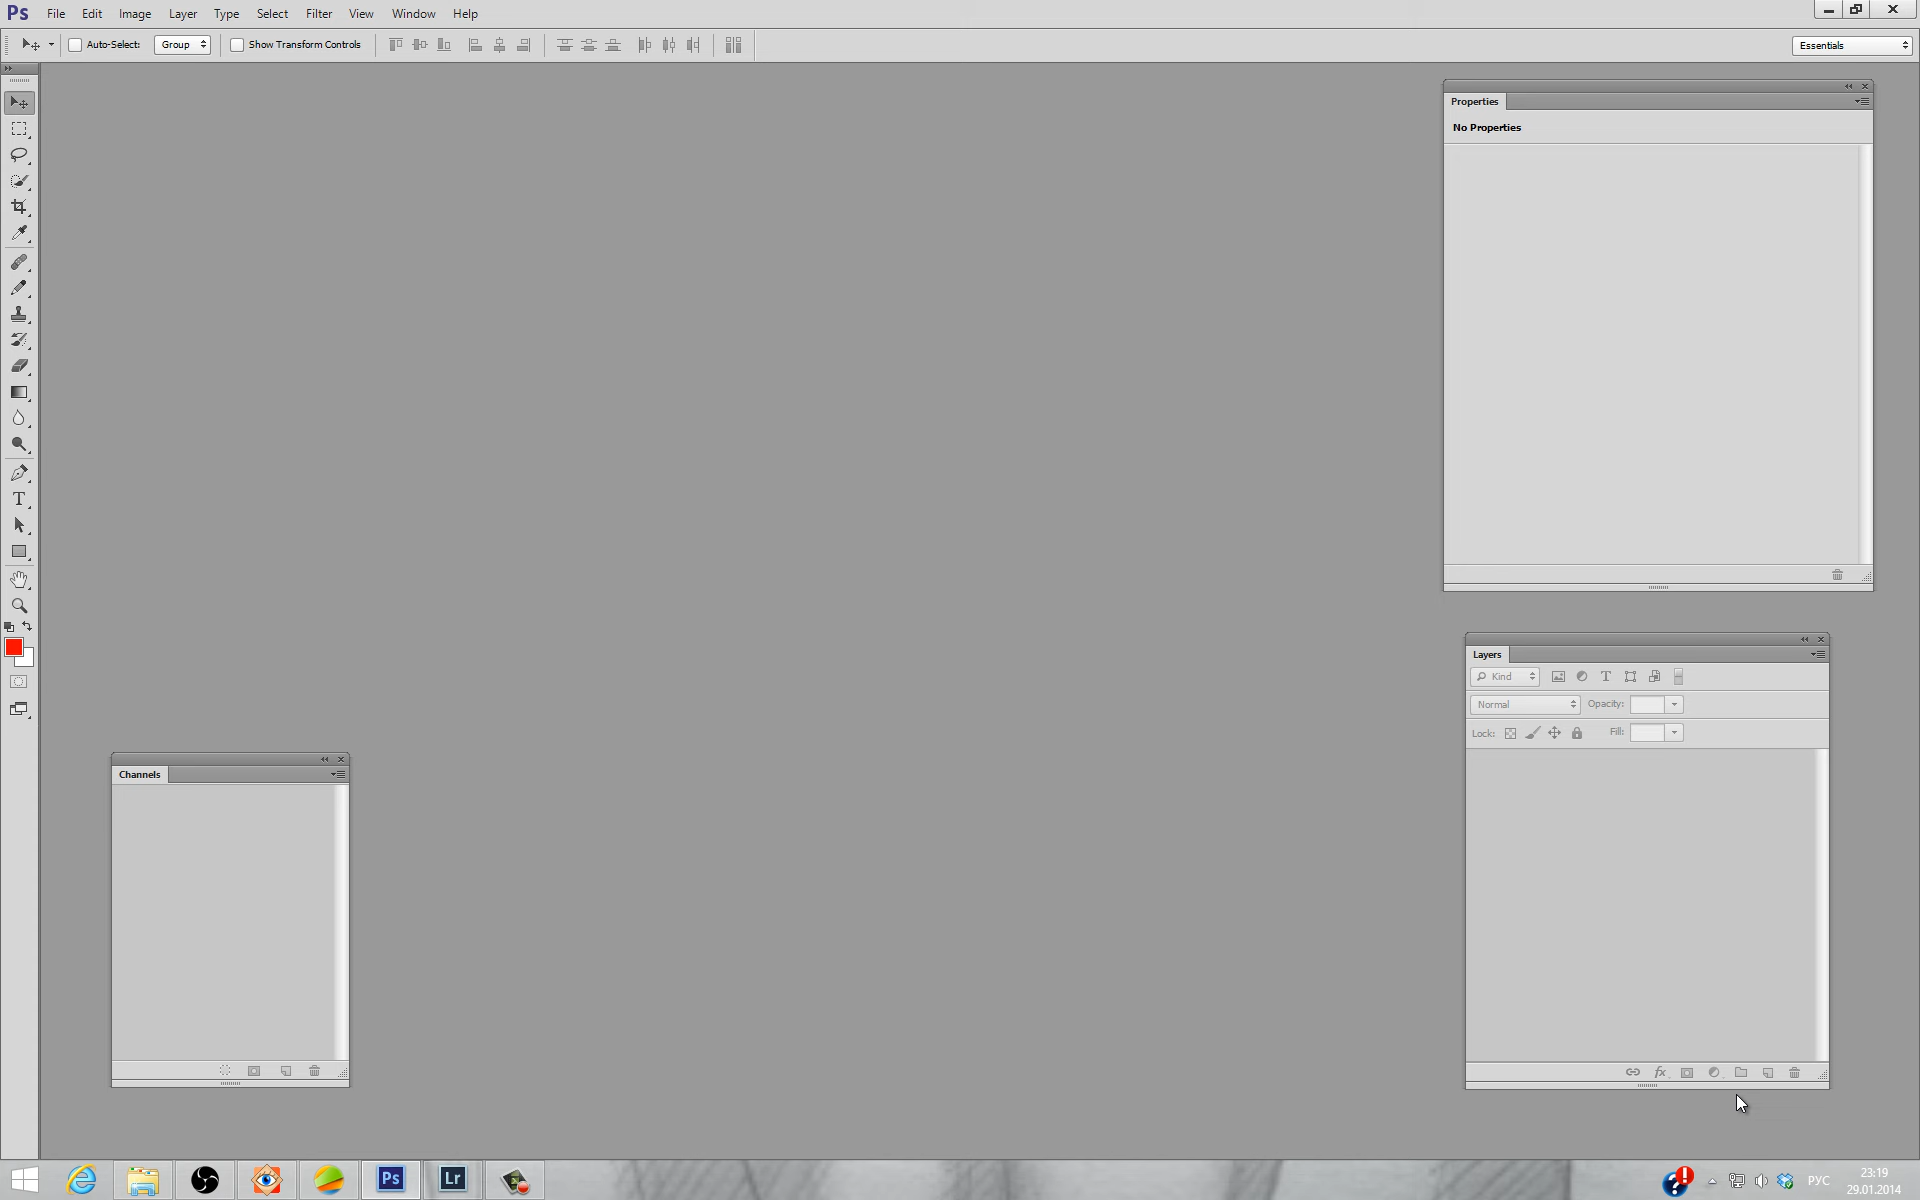 Ps File Edit Image Layer Type Select Filter View Window Help
Auto-Select: Group Show Transform Controls Essentials
Properties
No Properties
T
Layers
Kind T
Normal Opacity:
Lock: Fill:
Channels
fx
Ps Lr РУС 23:19
29.01.2014